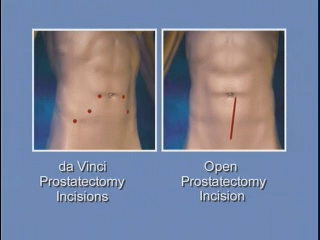 da Vinci
Prostatectomy
Incisions
Open
Prostatectomy
Incision